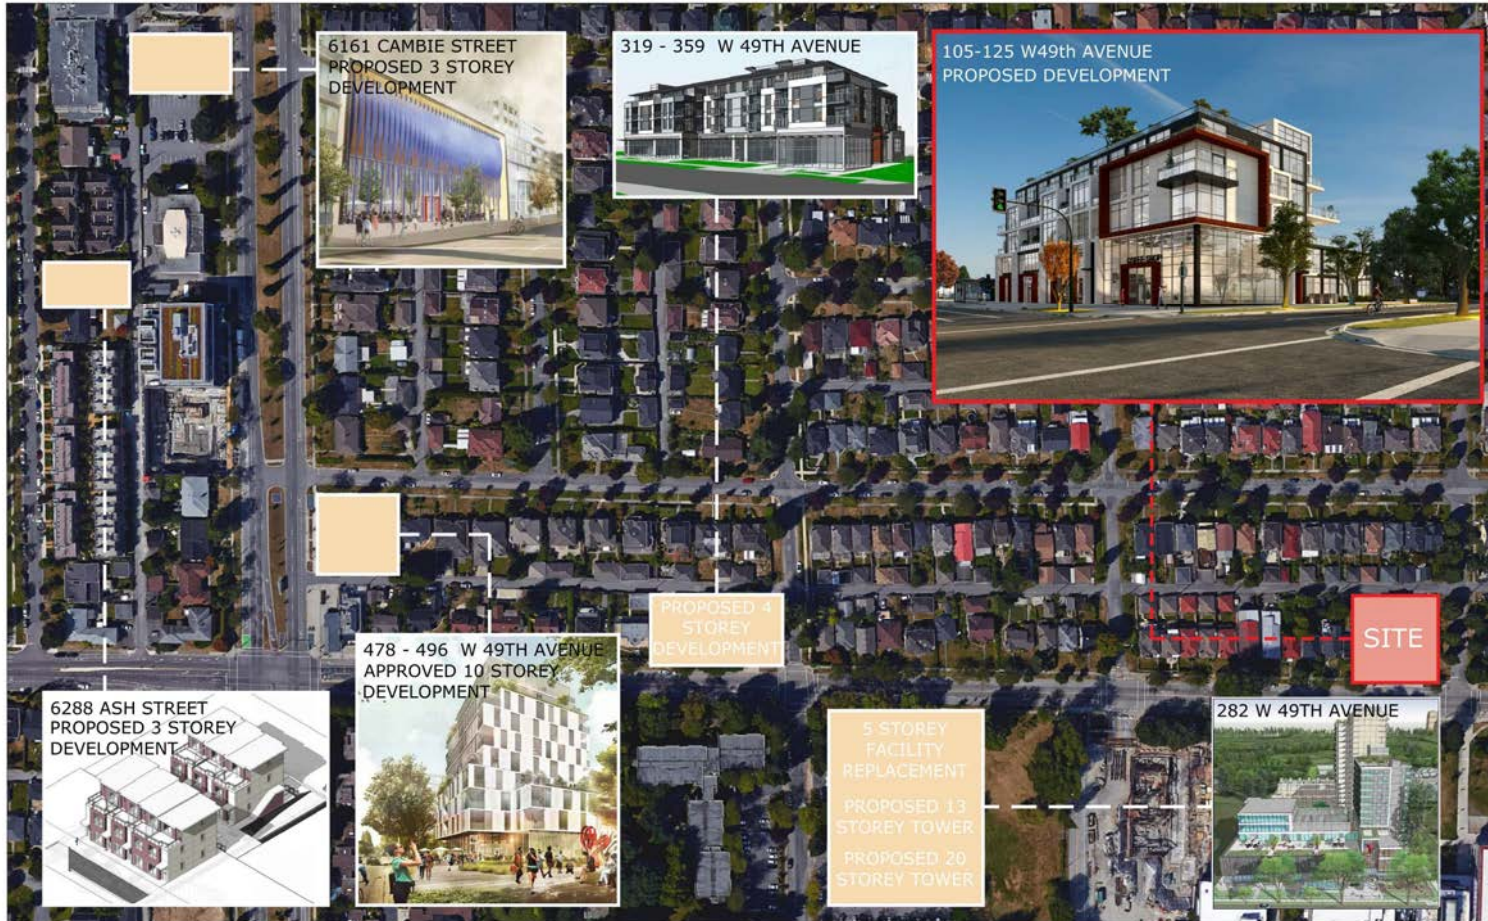 6161 CAMBIE STREET
PROPOSED 3 STOREY
DEVELOPMENT
319 - 359 W 49TH AVENUE
105-125 W49th AVENUE
PROPOSED DEVELOPMENT
PROPOSED 4
STOREY
DEVELOPMENT
SITE
478 - 496 W 49TH AVENUE
APPROVED 10 STOREY
DEVELOPMENT
6288 ASH STREET
PROPOSED 3 STOREY
DEVELOPMENT
5 STOREY
FACILITY
REPLACEMENT
PROPOSED 13
STOREY TOWER
PROPOSED 20
STOREY TOWER
282 W 49TH AVENUE